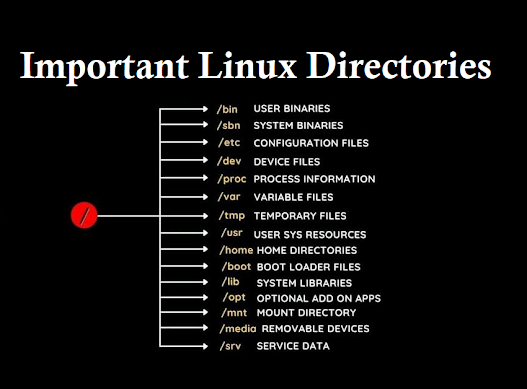 Important Linux Directories
/bin USER BINARIES
/sbn SYSTEM BINARIES
/etc CONFIGURATION FILES
/dev DEVICE FILES
/proc PROCESS INFORMATION
/var VARIABLE FILES
/ /tmp TEMPORARY FILES
/usr USER SYS RESOURCES
/home HOME DIRECTORIES
/boot BOOT LOADER FILES
/lib SYSTEM LIBRARIES
/opt OPTIONAL ADD ON APPS
/mnt MOUNT DIRECTORY
/media REMOVABLE DEVICES
/srv SERVICE DATA